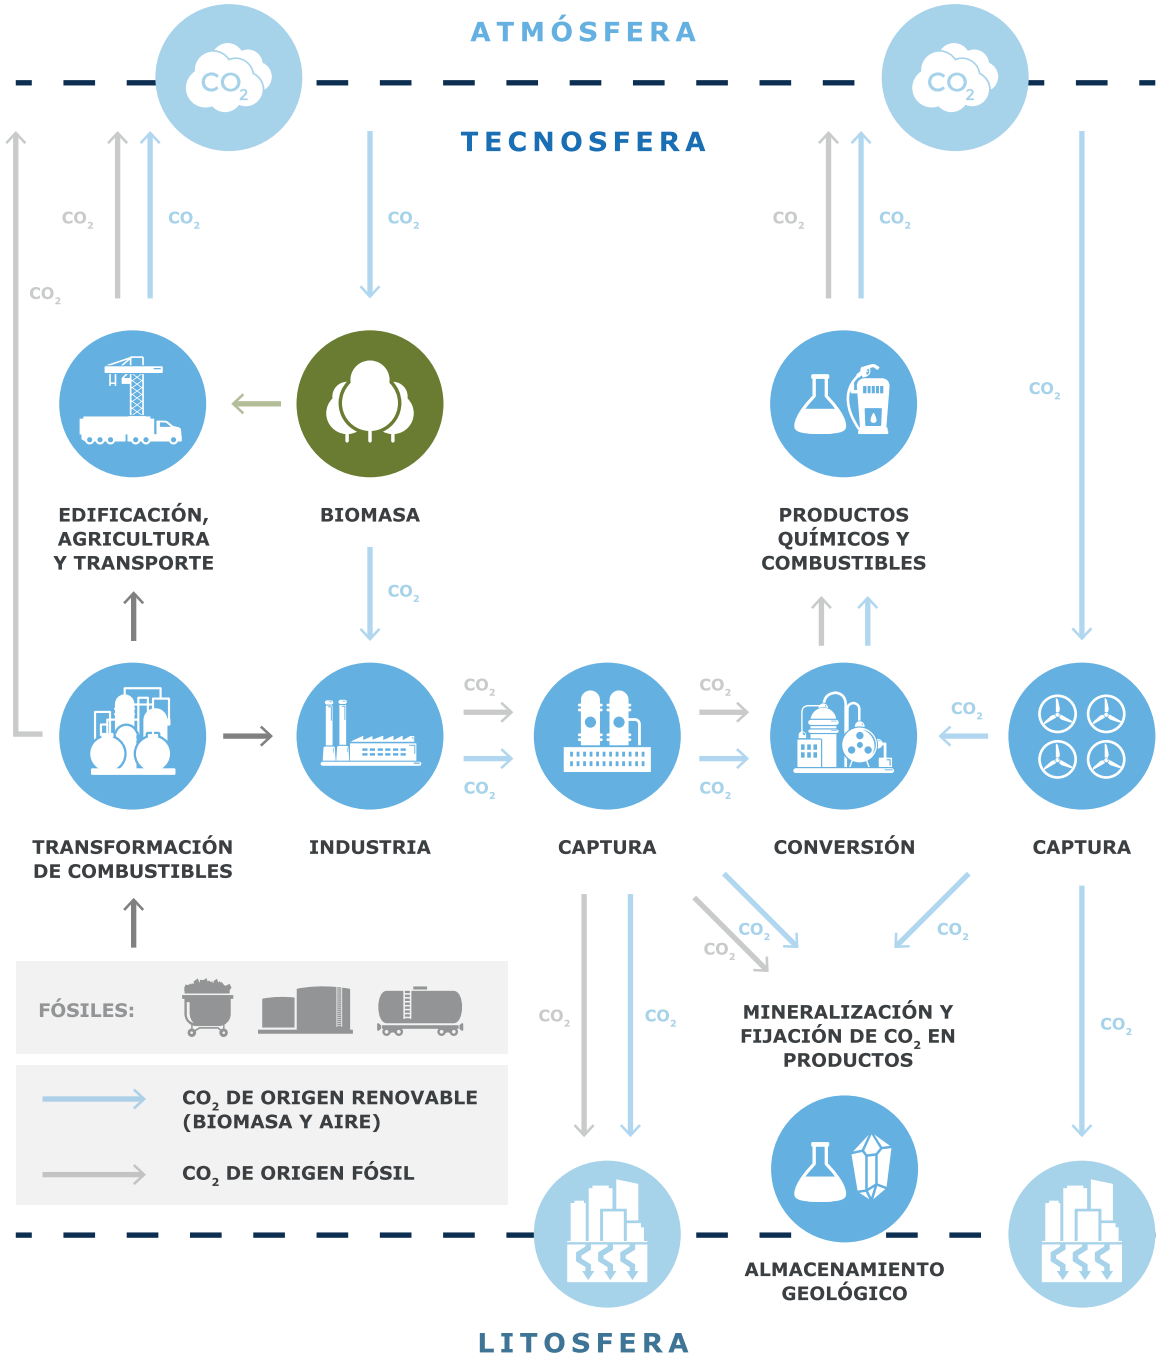 ATMÓSFERA
CO2
CO2
TECNOSFERA
CO2
CO2
CO2
CO2
CO2
CO2
CO2
EDIFICACIÓN,
AGRICULTURA
Y TRANSPORTE
BIOMASA
PRODUCTOS
QUÍMICOS Y
COMBUSTIBLES
CO2
CO2
CO2
CO2
CO2
CO2
CO2
TRANSFORMACIÓN
DE COMBUSTIBLES
INDUSTRIA
CAPTURA
CONVERSIÓN
CAPTURA
CO2
CO2
CO2
FÓSILES:
CO2
CO2
CO2
MINERALIZACIÓN Y
FIJACIÓN DE CO2 EN
PRODUCTOS
CO2 DE ORIGEN RENOVABLE
(BIOMASA Y AIRE)
CO2 DE ORIGEN FÓSIL
ALMACENAMIENTO
GEOLÓGICO
LITOSFERA